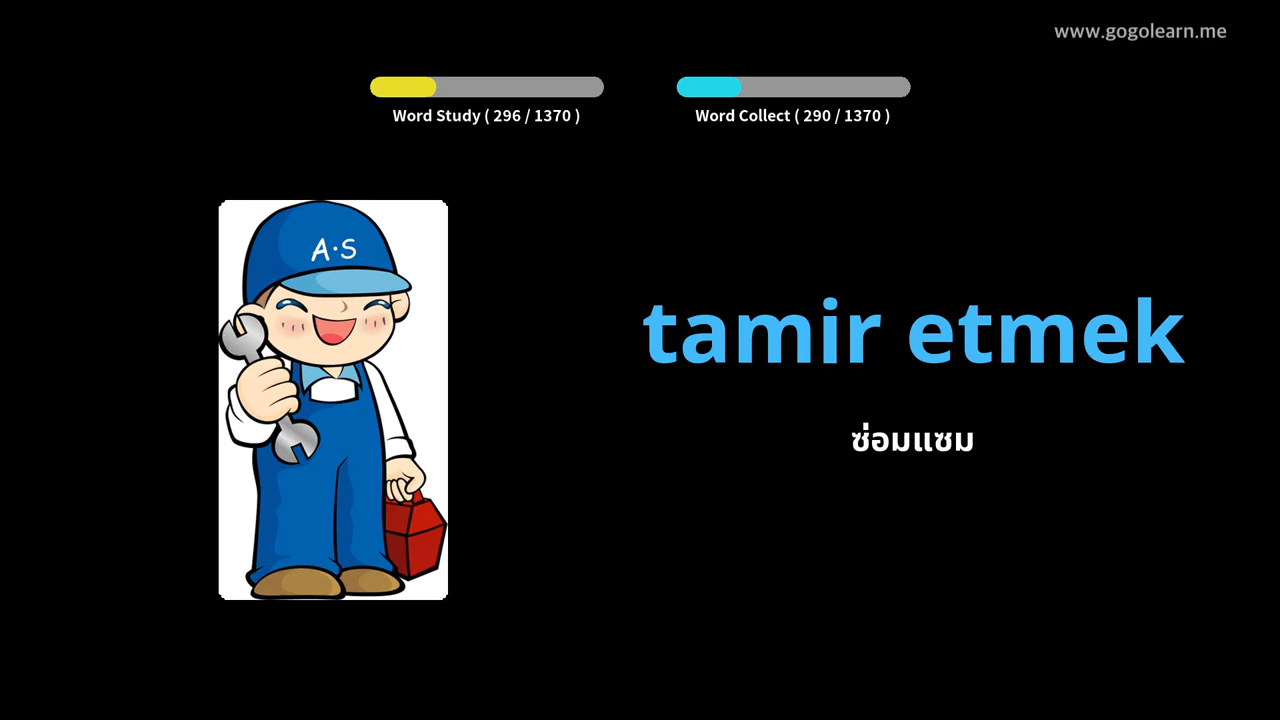 www.gogolearn.me
Word Study ( 296 / 1370 )
Word Collect ( 290 / 1370 )
A·S
tamir etmek
ซ่อมแซม